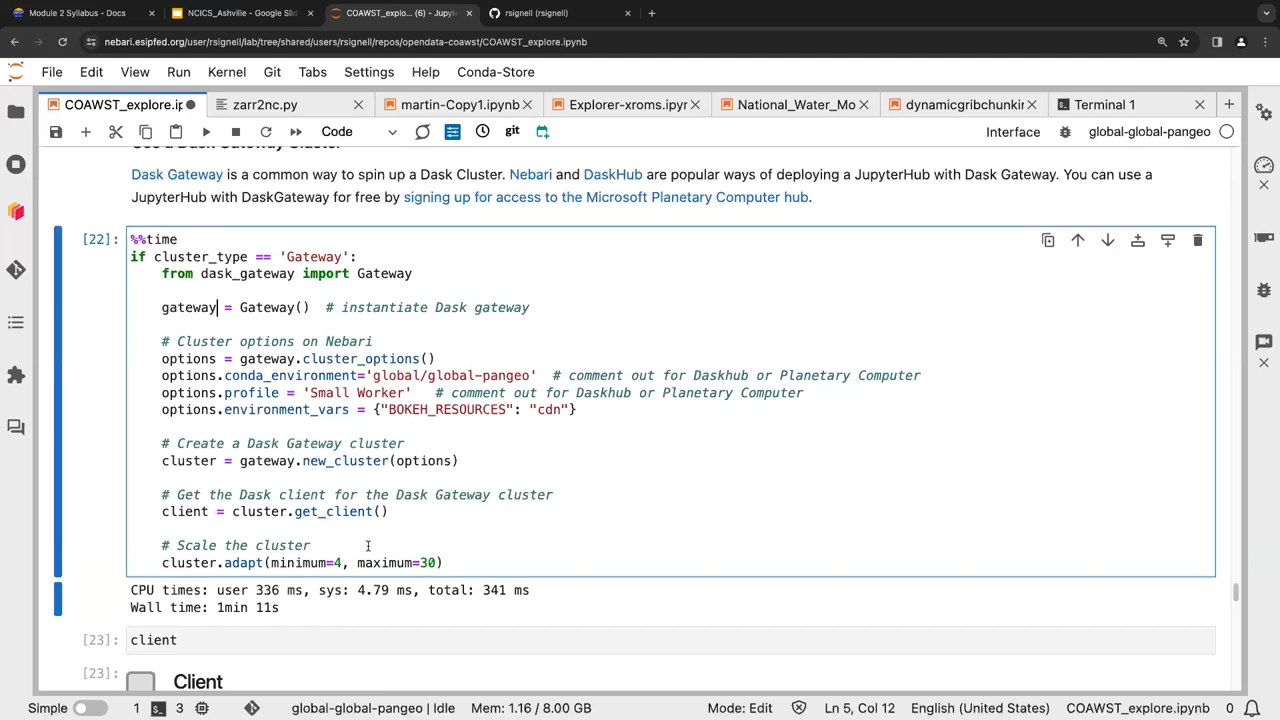 Module 2 Syllabus - Docs
NCICS_Ashville - Google Slid
COAWST_explo... (6) - Jupyte
rsignell (rsignell)
nebari.esipfed.org/user/rsignell/lab/tree/shared/users/rsignell/repos/opendata-coawst/COAWST_explore.ipynb
File Edit View Run Kernel Git Tabs Settings Help Conda-Store
COAWST_explore.ip
zarr2nc.py
martin-Copy1.ipynb
Explorer-xroms.ipyr
National_Water_Mo
dynamicgribchunkin
Terminal 1
Code
git
Interface
global-global-pangeo
Use a Dask Gateway Cluster
Dask Gateway is a common way to spin up a Dask Cluster. Nebari and DaskHub are popular ways of deploying a JupyterHub with Dask Gateway. You can use a
JupyterHub with DaskGateway for free by signing up for access to the Microsoft Planetary Computer hub.
[22]: %%time
if cluster_type == 'Gateway':
from dask_gateway import Gateway
gateway = Gateway()  # instantiate Dask gateway
# Cluster options on Nebari
options = gateway.cluster_options()
options.conda_environment='global/global-pangeo'  # comment out for Daskhub or Planetary Computer
options.profile = 'Small Worker'   # comment out for Daskhub or Planetary Computer
options.environment_vars = {"BOKEH_RESOURCES": "cdn"}
# Create a Dask Gateway cluster
cluster = gateway.new_cluster(options)
# Get the Dask client for the Dask Gateway cluster
client = cluster.get_client()
# Scale the cluster
cluster.adapt(minimum=4, maximum=30)
CPU times: user 336 ms, sys: 4.79 ms, total: 341 ms
Wall time: 1min 11s
[23]: client
[23]: Client
Simple 1 3 global-global-pangeo | Idle Mem: 1.16 / 8.00 GB Mode: Edit Ln 5, Col 12 English (United States) COAWST_explore.ipynb 0